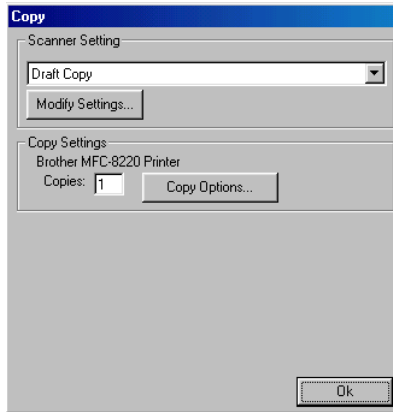 Copy
Scanner Setting
Draft Copy
Modify Settings...
Copy Settings
Brother MFC-8220 Printer
Copies: 1
Copy Options...
Ok